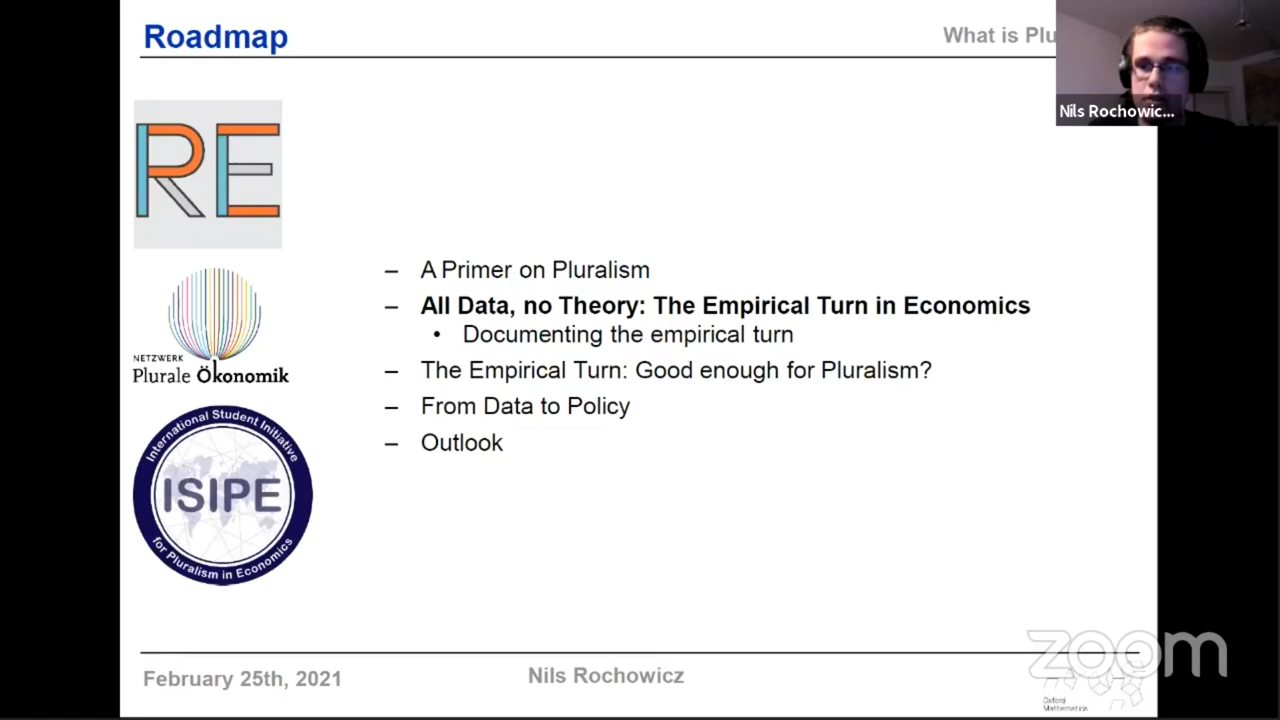 Roadmap
What is Plu
Nils Rochowic...
RE
– A Primer on Pluralism
– All Data, no Theory: The Empirical Turn in Economics
• Documenting the empirical turn
– The Empirical Turn: Good enough for Pluralism?
– From Data to Policy
– Outlook
NETZWERK
Plurale Ökonomik
International Student Initiative
ISIPE
for Pluralism in Economics
February 25th, 2021
Nils Rochowicz
zoom
Oxford
Mathematics